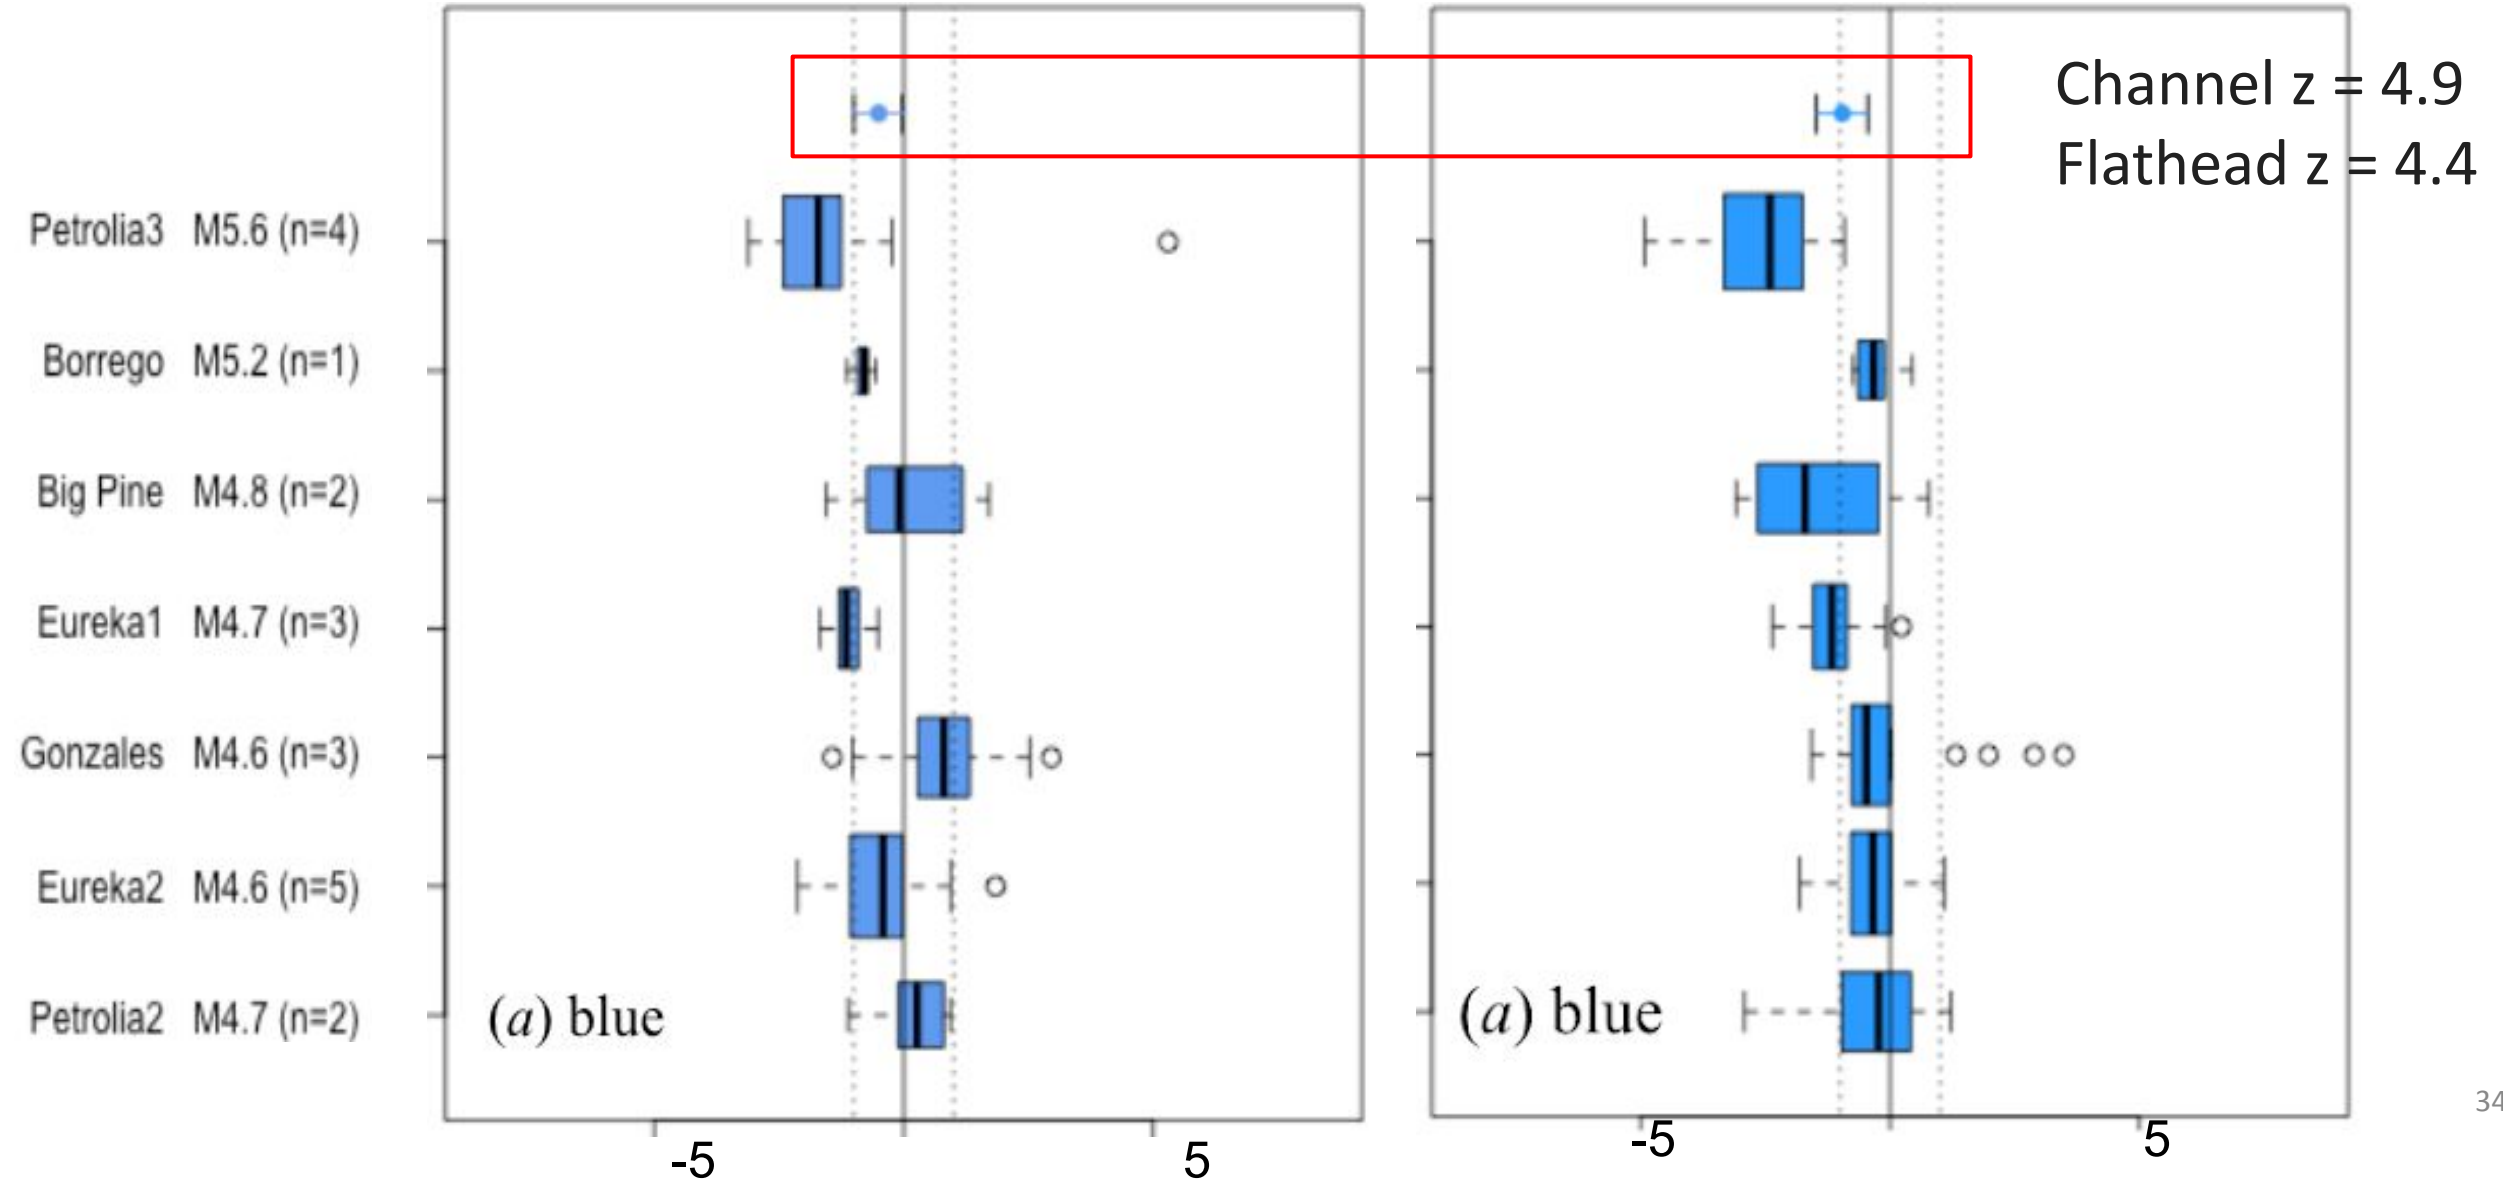 Channel z = 4.9
Flathead z = 4.4
Petrolia3 M5.6 (n=4)
Borrego M5.2 (n=1)
Big Pine M4.8 (n=2)
Eureka1 M4.7 (n=3)
Gonzales M4.6 (n=3)
Eureka2 M4.6 (n=5)
Petrolia2 M4.7 (n=2)
(a) blue
(a) blue
-5 5
-5 5
34